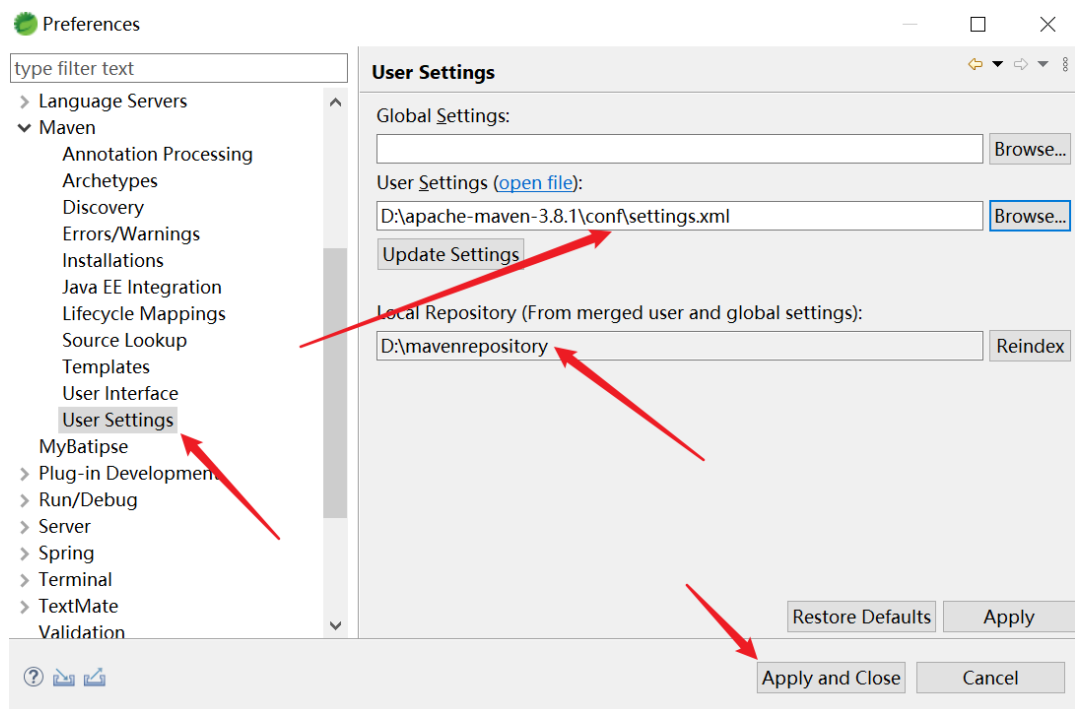 Preferences
type filter text
Language Servers
Maven
Annotation Processing
Archetypes
Discovery
Errors/Warnings
Installations
Java EE Integration
Lifecycle Mappings
Source Lookup
Templates
User Interface
User Settings
MyBatipse
Plug-in Development
Run/Debug
Server
Spring
Terminal
TextMate
Validation
User Settings
Global Settings:
Browse...
User Settings (open file):
D:\apache-maven-3.8.1\conf\settings.xml
Browse...
Update Settings
Local Repository (From merged user and global settings):
D:\mavenrepository
Reindex
Restore Defaults
Apply
Apply and Close
Cancel